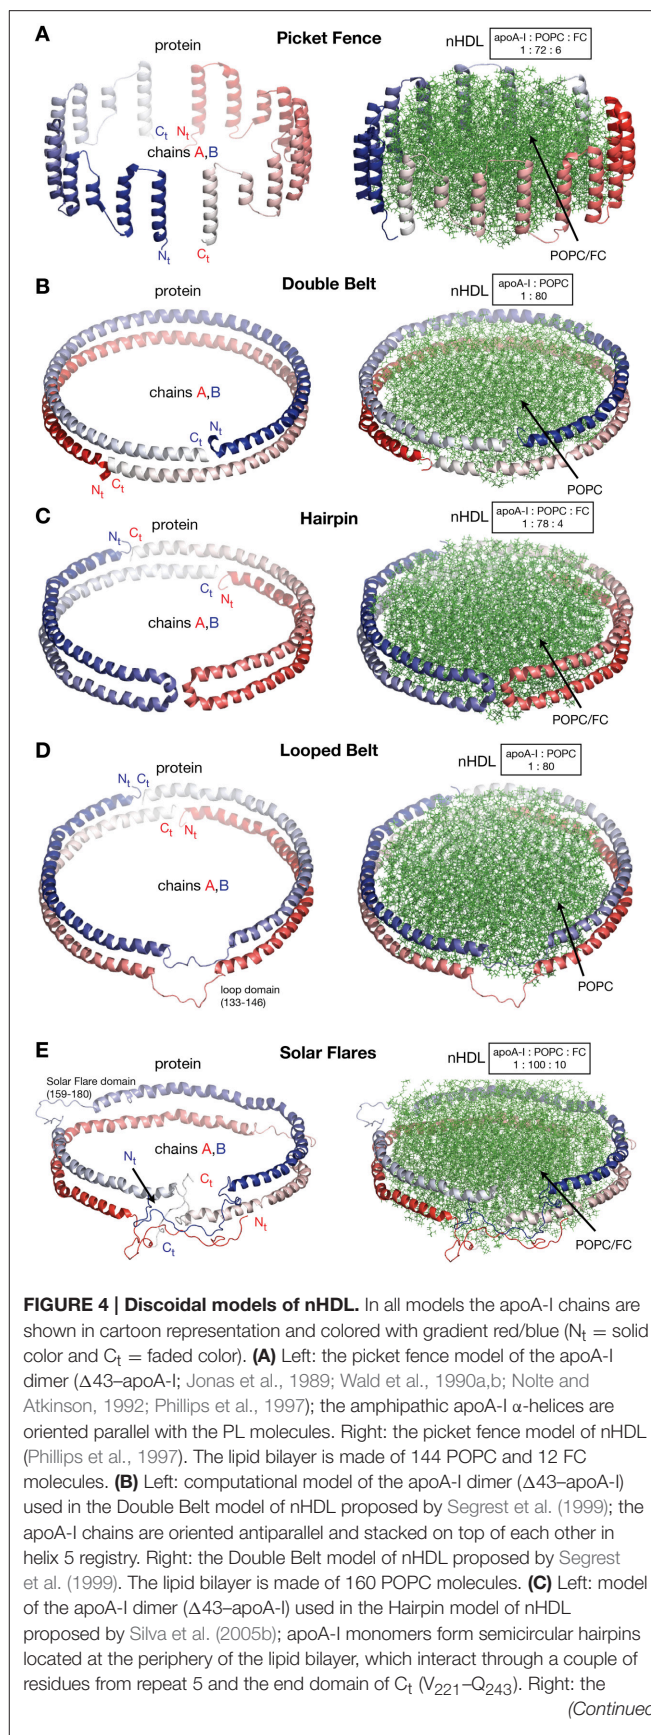 A
Picket Fence
protein
nHDL
apoA-I : POPC : FC
1 : 72 : 6
Ct Nt
chains A,B
Nt
Ct
POPC/FC
B
Double Belt
protein
nHDL
apoA-I : POPC
1 : 80
chains A,B
Nt
Ct
Nt Ct
POPC
C
Hairpin
protein
nHDL
apoA-I : POPC : FC
1 : 78 : 4
Nt Ct
Ct Nt
chains A,B
POPC/FC
D
Looped Belt
protein
nHDL
apoA-I : POPC
1 : 80
Nt Ct
Ct Nt
chains A,B
loop domain
(133-146)
POPC
E
Solar Flares
protein
nHDL
apoA-I : POPC : FC
1 : 100 : 10
Solar Flare domain
(159-180)
chains A,B
Nt
Ct
Nt
Ct
POPC/FC
FIGURE 4 | Discoidal models of nHDL. In all models the apoA-I chains are
shown in cartoon representation and colored with gradient red/blue (Nt = solid
color and Ct = faded color). (A) Left: the picket fence model of the apoA-I
dimer (Δ43–apoA-I; Jonas et al., 1989; Wald et al., 1990a,b; Nolte and
Atkinson, 1992; Phillips et al., 1997); the amphipathic apoA-I α-helices are
oriented parallel with the PL molecules. Right: the picket fence model of nHDL
(Phillips et al., 1997). The lipid bilayer is made of 144 POPC and 12 FC
molecules. (B) Left: computational model of the apoA-I dimer (Δ43–apoA-I)
used in the Double Belt model of nHDL proposed by Segrest et al. (1999); the
apoA-I chains are oriented antiparallel and stacked on top of each other in
helix 5 registry. Right: the Double Belt model of nHDL proposed by Segrest
et al. (1999). The lipid bilayer is made of 160 POPC molecules. (C) Left: model
of the apoA-I dimer (Δ43–apoA-I) used in the Hairpin model of nHDL
proposed by Silva et al. (2005b); apoA-I monomers form semicircular hairpins
located at the periphery of the lipid bilayer, which interact through a couple of
residues from repeat 5 and the end domain of Ct (V221–Q243). Right: the
(Continued